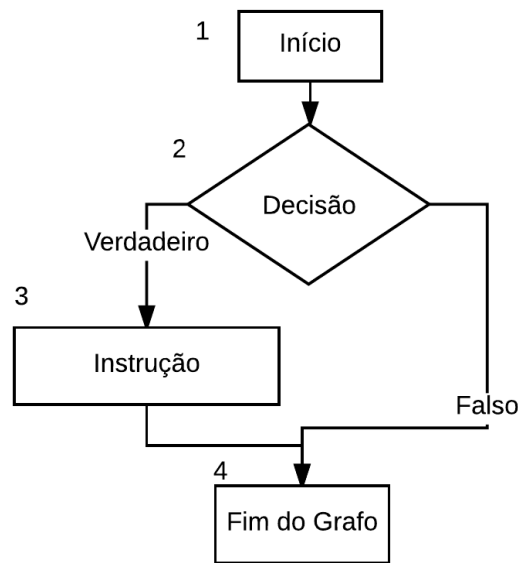 1
Início
2
Decisão
Verdadeiro
3
Instrução
Falso
4
Fim do Grafo